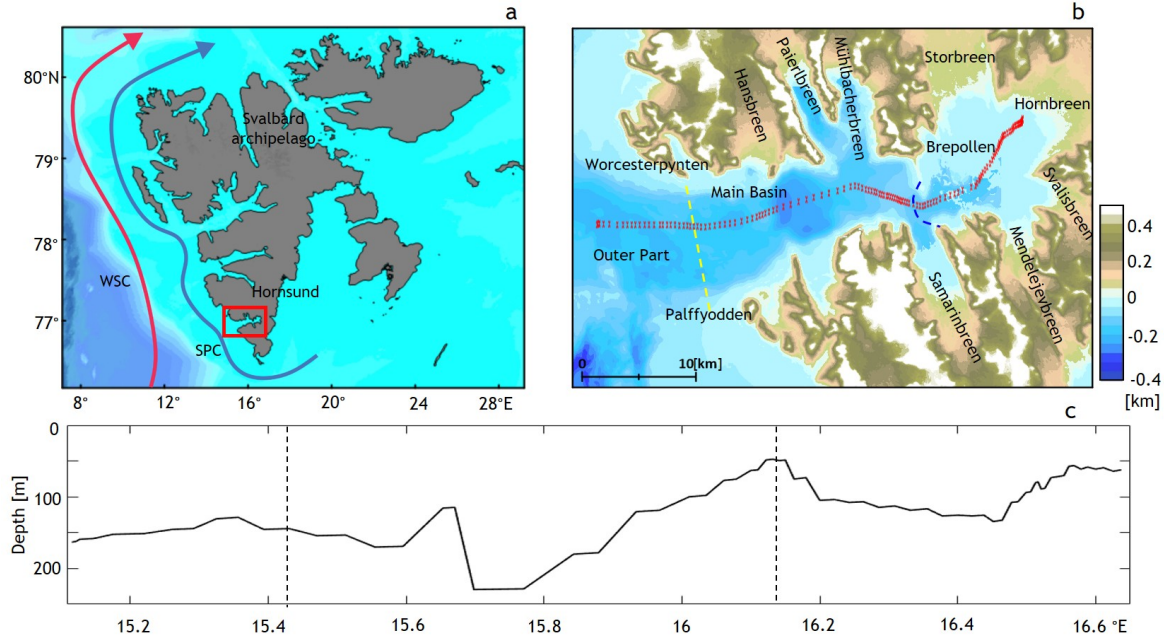 a
80°N
79°
78°
77°
Svalbard
archipelago
WSC
Hornsund
SPC
8°
12°
16°
20°
24°
28°E
b
Hansbreen
Paierlbreen
Mühlbacherbreen
Storbreen
Hornbreen
Brepollen
Worcesterpynten
Main Basin
Svalisbreen
Outer Part
Mendelejevbreen
Samarinbreen
Palffyodden
0
10[km]
0.4
0.2
0
-0.2
-0.4
[km]
c
0
100
200
Depth [m]
15.2
15.4
15.6
15.8
16
16.2
16.4
16.6 °E